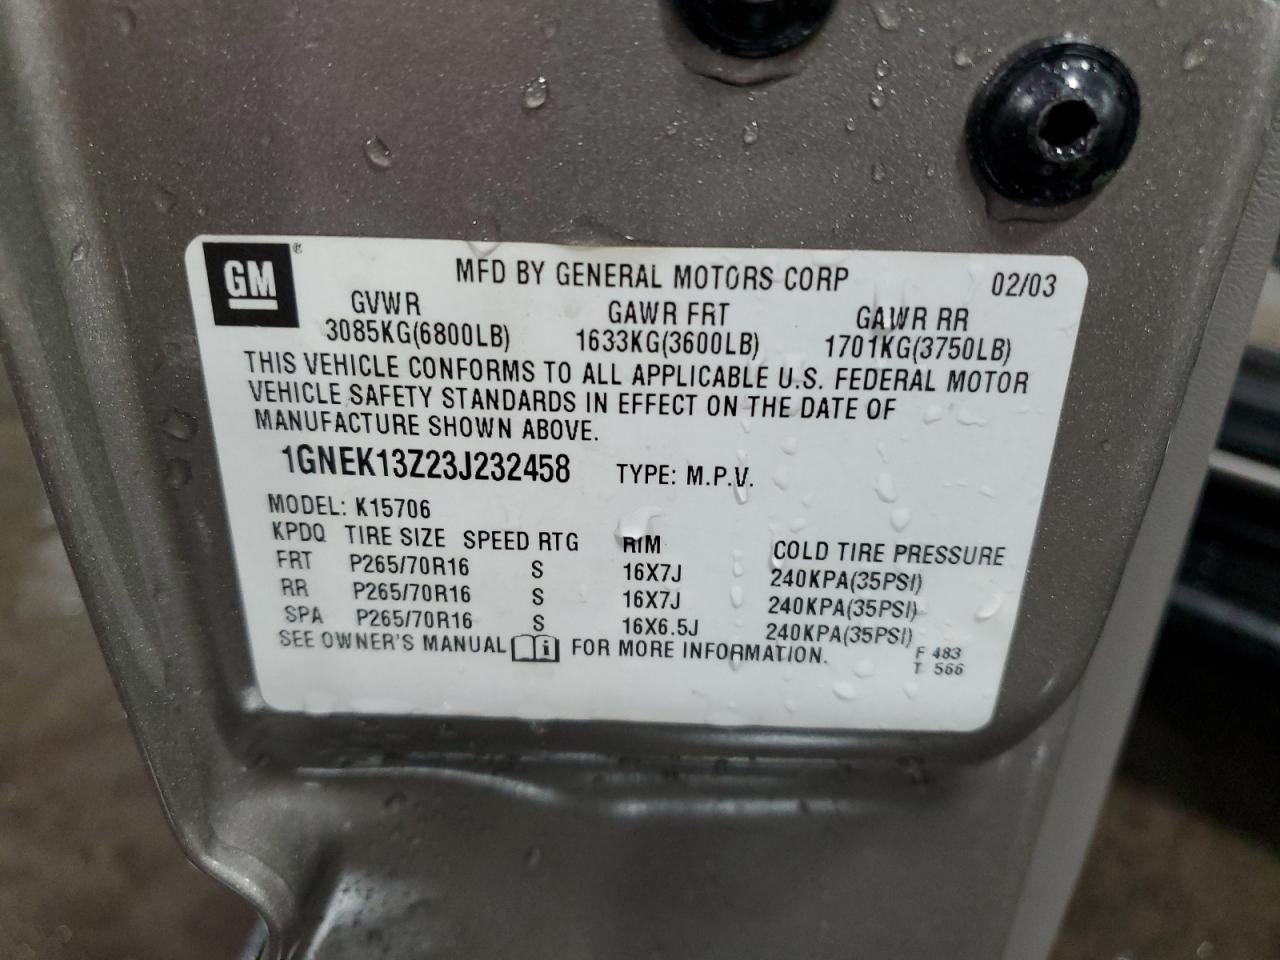 GM ®
MFD BY GENERAL MOTORS CORP 02/03
GVWR GAWR FRT GAWR RR
3085KG(6800LB) 1633KG(3600LB) 1701KG(3750LB)
THIS VEHICLE CONFORMS TO ALL APPLICABLE U.S. FEDERAL MOTOR
VEHICLE SAFETY STANDARDS IN EFFECT ON THE DATE OF
MANUFACTURE SHOWN ABOVE.
1GNEK13Z23J232458 TYPE: M.P.V.
MODEL: K15706
KPDQ TIRE SIZE SPEED RTG RIM COLD TIRE PRESSURE
FRT P265/70R16 S 16X7J 240KPA(35PSI)
RR P265/70R16 S 16X7J 240KPA(35PSI)
SPA P265/70R16 S 16X6.5J 240KPA(35PSI)
SEE OWNER'S MANUAL i FOR MORE INFORMATION.
F 483
T 566